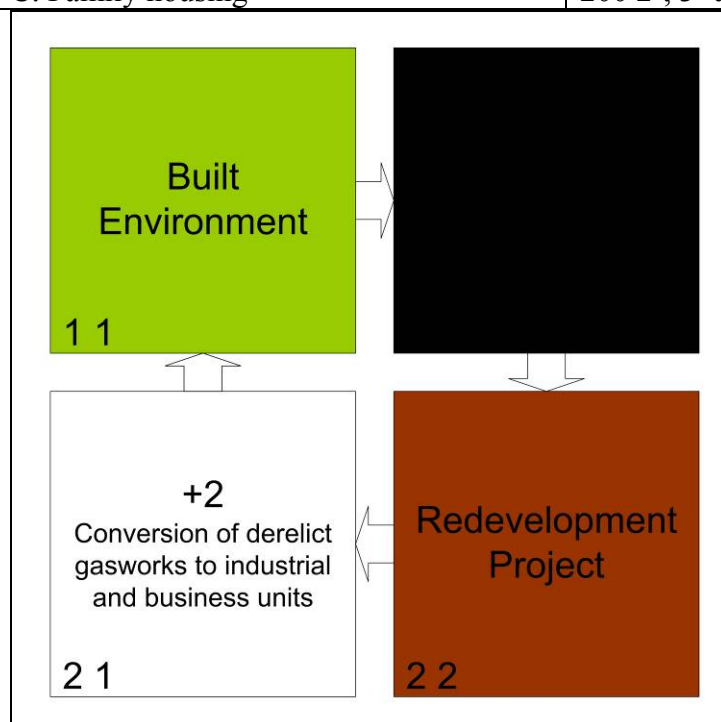 Built
Environment
1 1
+2
Conversion of derelict
gasworks to industrial
and business units
2 1
Redevelopment
Project
2 2